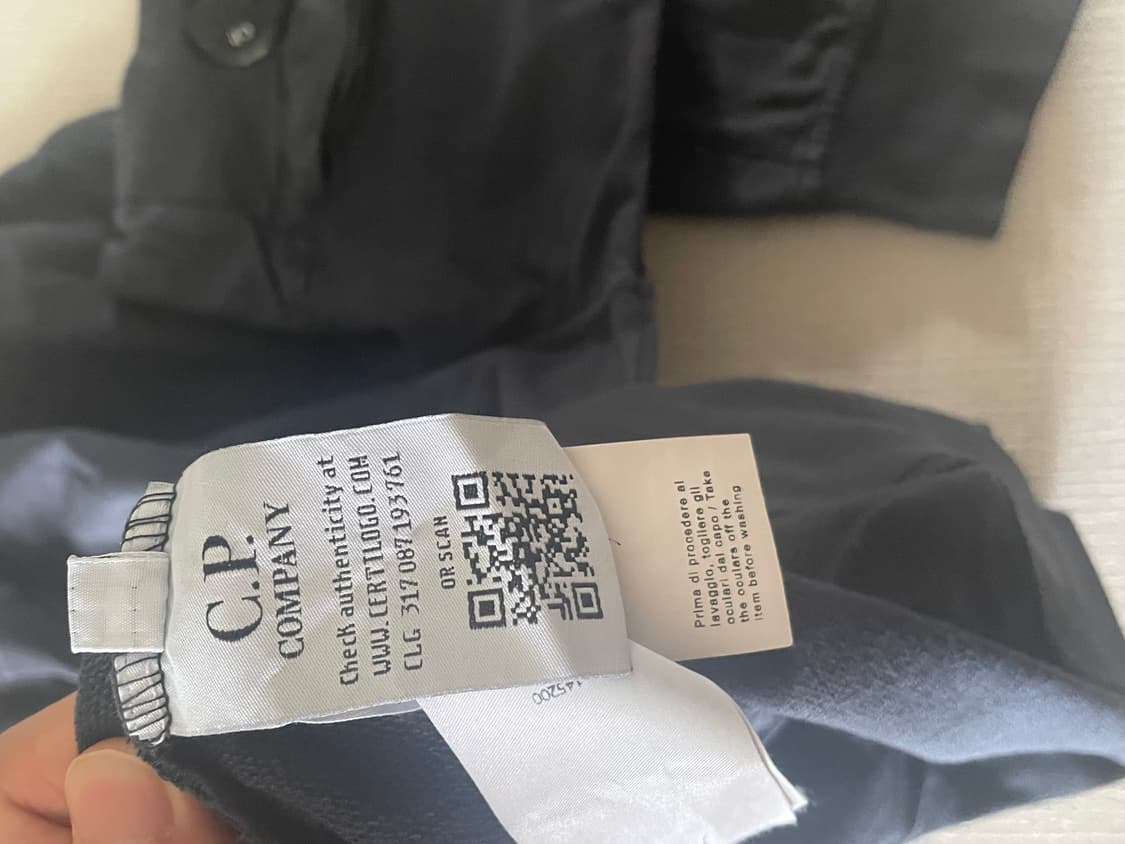 C.P.
COMPANY
Check authenticity at
WWW.CERTILOGO.COM
CLG 317 087 193 761
OR SCAN
Prima di procedere al
lavaggio, togliere gli
oculari dal capo / Take
the oculars off the
item before washing
145200